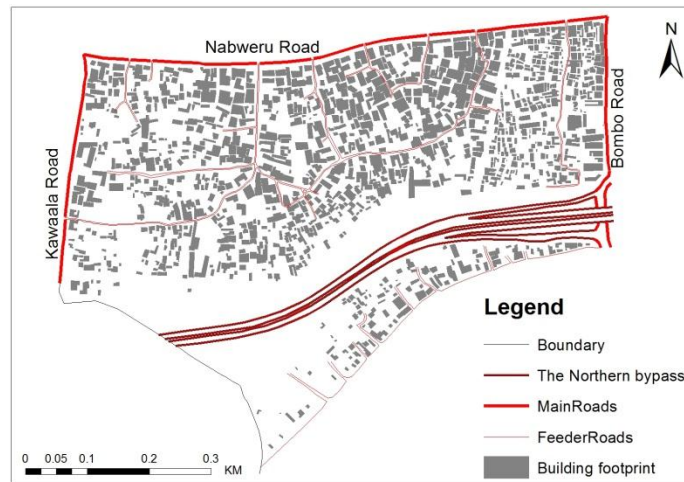 Nabweru Road
N
Bombo Road
Kawaala Road
Legend
Boundary
The Northern bypass
MainRoads
FeederRoads
Building footprint
0 0.05 0.1 0.2 0.3
KM